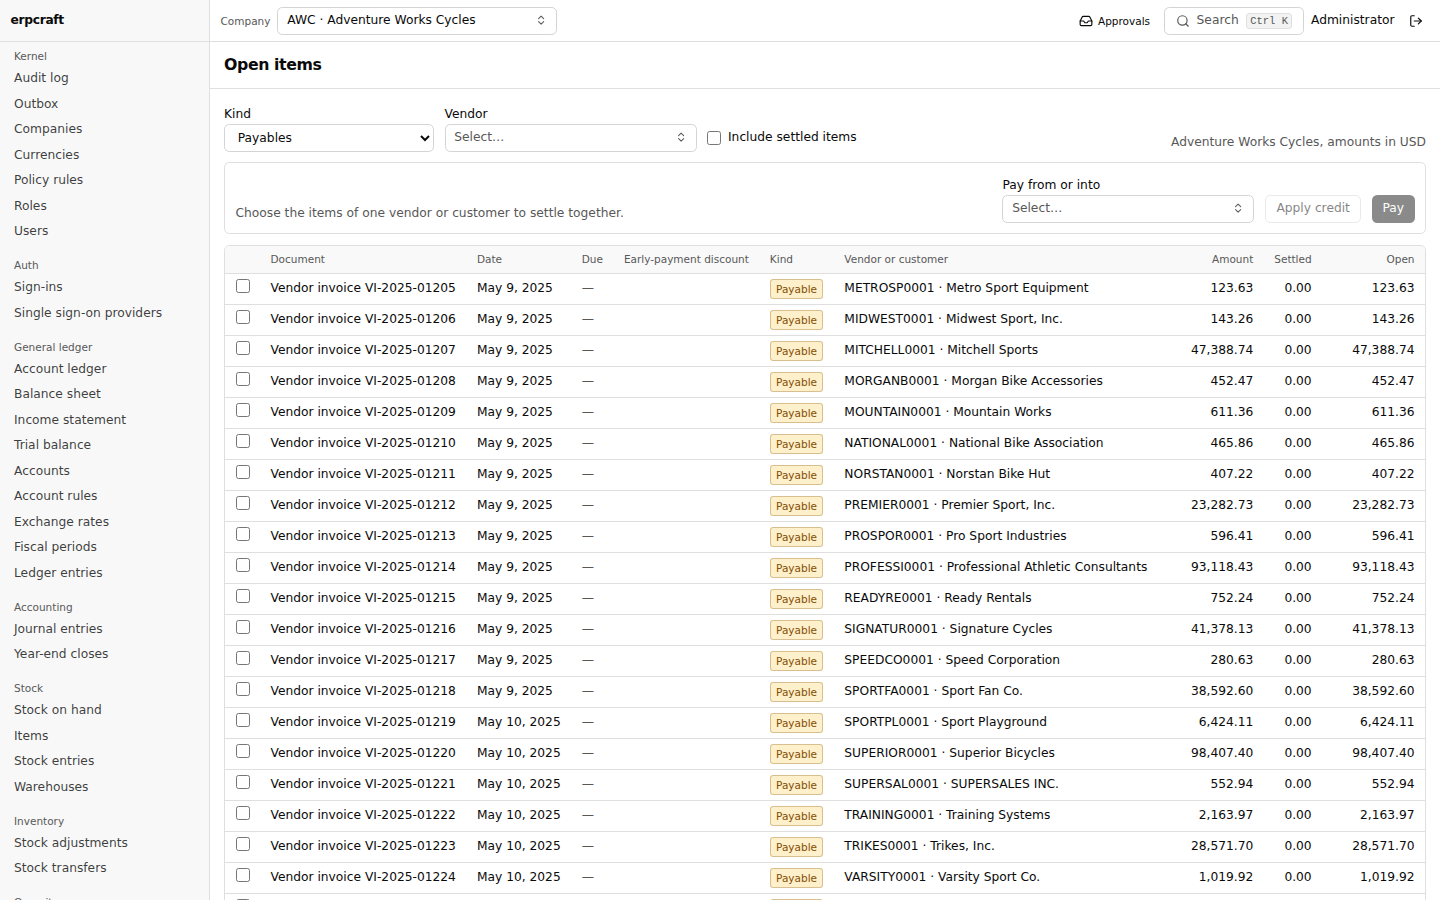 erpcraft
Company AWC · Adventure Works Cycles Approvals Search Ctrl K Administrator
Kernel
Audit log
Outbox
Companies
Currencies
Policy rules
Roles
Users
Auth
Sign-ins
Single sign-on providers
General ledger
Account ledger
Balance sheet
Income statement
Trial balance
Accounts
Account rules
Exchange rates
Fiscal periods
Ledger entries
Accounting
Journal entries
Year-end closes
Stock
Stock on hand
Items
Stock entries
Warehouses
Inventory
Stock adjustments
Stock transfers
Open items
Kind Vendor
Payables Select... Include settled items Adventure Works Cycles, amounts in USD
Pay from or into
Choose the items of one vendor or customer to settle together. Select... Apply credit Pay
Document Date Due Early-payment discount Kind Vendor or customer Amount Settled Open
Vendor invoice VI-2025-01205 May 9, 2025 — Payable METROSP0001 · Metro Sport Equipment 123.63 0.00 123.63
Vendor invoice VI-2025-01206 May 9, 2025 — Payable MIDWEST0001 · Midwest Sport, Inc. 143.26 0.00 143.26
Vendor invoice VI-2025-01207 May 9, 2025 — Payable MITCHELL0001 · Mitchell Sports 47,388.74 0.00 47,388.74
Vendor invoice VI-2025-01208 May 9, 2025 — Payable MORGANB0001 · Morgan Bike Accessories 452.47 0.00 452.47
Vendor invoice VI-2025-01209 May 9, 2025 — Payable MOUNTAIN0001 · Mountain Works 611.36 0.00 611.36
Vendor invoice VI-2025-01210 May 9, 2025 — Payable NATIONAL0001 · National Bike Association 465.86 0.00 465.86
Vendor invoice VI-2025-01211 May 9, 2025 — Payable NORSTAN0001 · Norstan Bike Hut 407.22 0.00 407.22
Vendor invoice VI-2025-01212 May 9, 2025 — Payable PREMIER0001 · Premier Sport, Inc. 23,282.73 0.00 23,282.73
Vendor invoice VI-2025-01213 May 9, 2025 — Payable PROSPOR0001 · Pro Sport Industries 596.41 0.00 596.41
Vendor invoice VI-2025-01214 May 9, 2025 — Payable PROFESSI0001 · Professional Athletic Consultants 93,118.43 0.00 93,118.43
Vendor invoice VI-2025-01215 May 9, 2025 — Payable READYRE0001 · Ready Rentals 752.24 0.00 752.24
Vendor invoice VI-2025-01216 May 9, 2025 — Payable SIGNATUR0001 · Signature Cycles 41,378.13 0.00 41,378.13
Vendor invoice VI-2025-01217 May 9, 2025 — Payable SPEEDCO0001 · Speed Corporation 280.63 0.00 280.63
Vendor invoice VI-2025-01218 May 9, 2025 — Payable SPORTFA0001 · Sport Fan Co. 38,592.60 0.00 38,592.60
Vendor invoice VI-2025-01219 May 10, 2025 — Payable SPORTPL0001 · Sport Playground 6,424.11 0.00 6,424.11
Vendor invoice VI-2025-01220 May 10, 2025 — Payable SUPERIOR0001 · Superior Bicycles 98,407.40 0.00 98,407.40
Vendor invoice VI-2025-01221 May 10, 2025 — Payable SUPERSAL0001 · SUPERSALES INC. 552.94 0.00 552.94
Vendor invoice VI-2025-01222 May 10, 2025 — Payable TRAINING0001 · Training Systems 2,163.97 0.00 2,163.97
Vendor invoice VI-2025-01223 May 10, 2025 — Payable TRIKES0001 · Trikes, Inc. 28,571.70 0.00 28,571.70
Vendor invoice VI-2025-01224 May 10, 2025 — Payable VARSITY0001 · Varsity Sport Co. 1,019.92 0.00 1,019.92